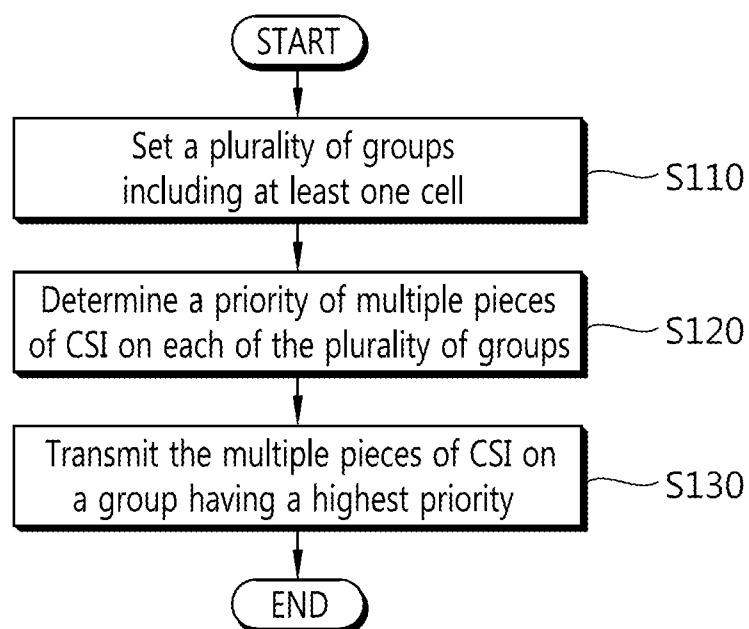 START
Set a plurality of groups
including at least one cell
S110
Determine a priority of multiple pieces
of CSI on each of the plurality of groups
S120
Transmit the multiple pieces of CSI on
a group having a highest priority
S130
END